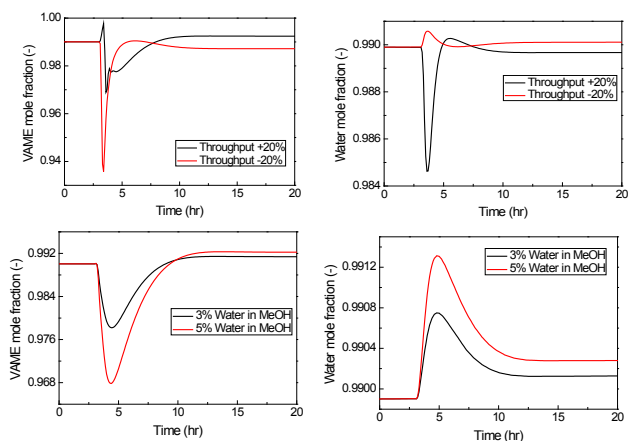 VAME mole fraction (-)
1.00
0.98
0.96
0.94
Throughput +20%
Throughput -20%
0 5 10 15 20
Time (hr)
Water mole fraction (-)
0.990
0.988
0.986
0.984
Throughput +20%
Throughput -20%
0 5 10 15 20
Time (hr)
VAME mole fraction (-)
0.992
0.984
0.976
0.968
3% Water in MeOH
5% Water in MeOH
0 5 10 15 20
Time (hr)
Water mole fraction (-)
0.9912
0.9908
0.9904
0.9900
3% Water in MeOH
5% Water in MeOH
0 5 10 15 20
Time (hr)